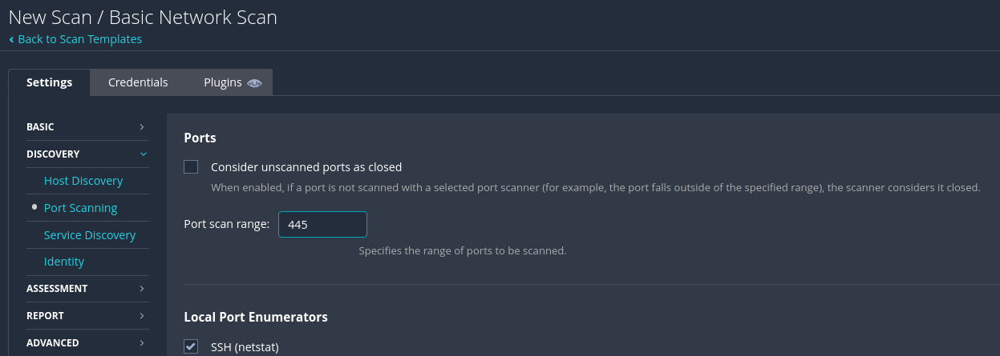 New Scan / Basic Network Scan
‹ Back to Scan Templates
Settings Credentials Plugins
BASIC
DISCOVERY
Host Discovery
Port Scanning
Service Discovery
Identity
ASSESSMENT
REPORT
ADVANCED
Ports
Consider unscanned ports as closed
When enabled, if a port is not scanned with a selected port scanner (for example, the port falls outside of the specified range), the scanner considers it closed.
Port scan range: 445
Specifies the range of ports to be scanned.
Local Port Enumerators
SSH (netstat)